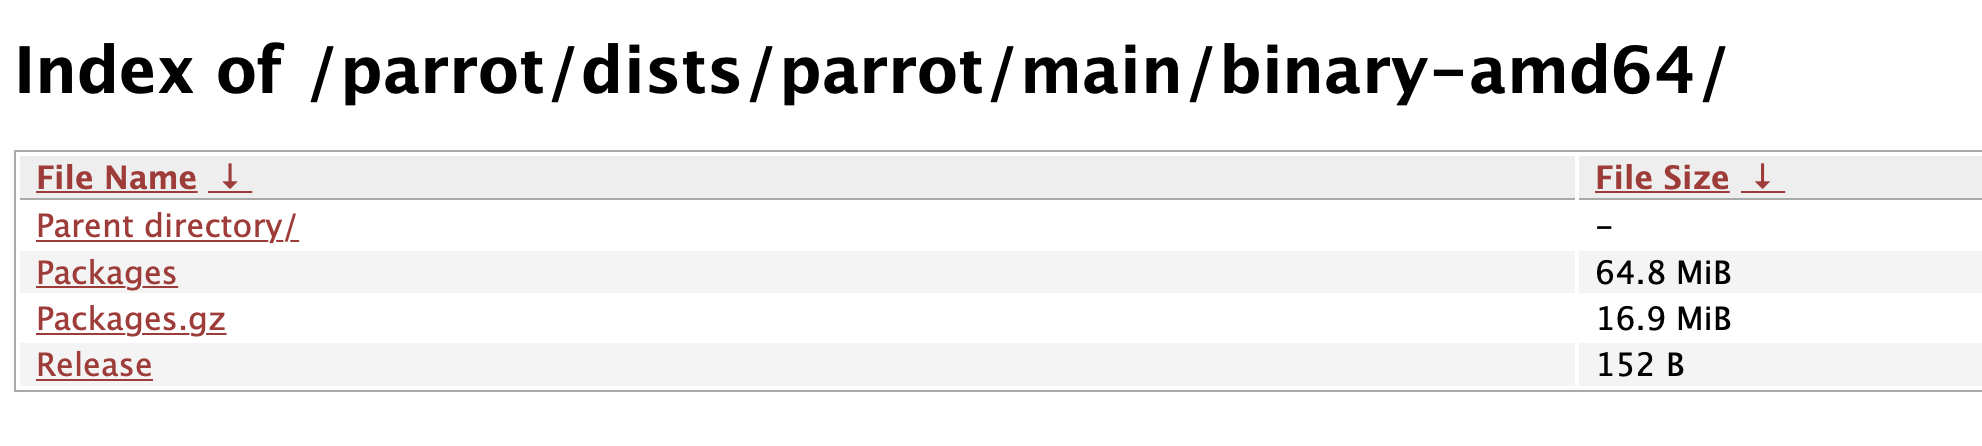 Index of /parrot/dists/parrot/main/binary-amd64/
File Name ↓ File Size ↓
Parent directory/ -
Packages 64.8 MiB
Packages.gz 16.9 MiB
Release 152 B